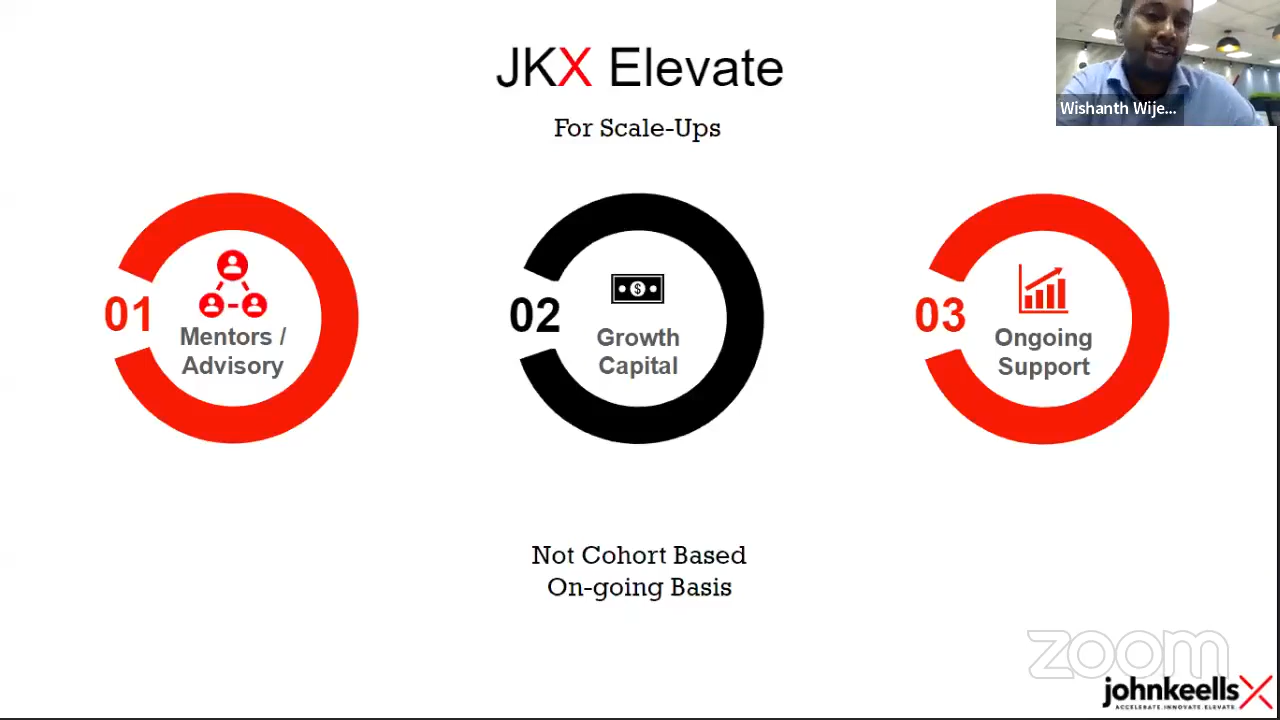 JKX Elevate
For Scale-Ups
Wishanth Wije...
01
Mentors /
Advisory
02
Growth
Capital
03
Ongoing
Support
Not Cohort Based
On-going Basis
zoom
johnkeellsX
ACCELERATE.INNOVATE.ELEVATE.